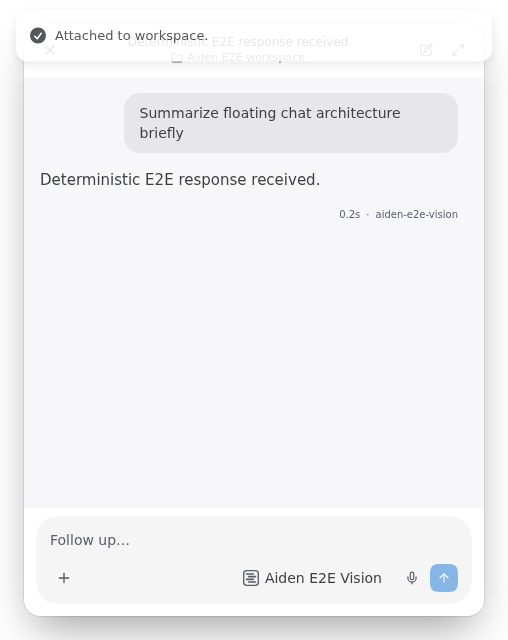 Attached to workspace.
Deterministic E2E response received
Aiden E2E workspace
Summarize floating chat architecture
briefly
Deterministic E2E response received.
0.2s · aiden-e2e-vision
Follow up...
Aiden E2E Vision